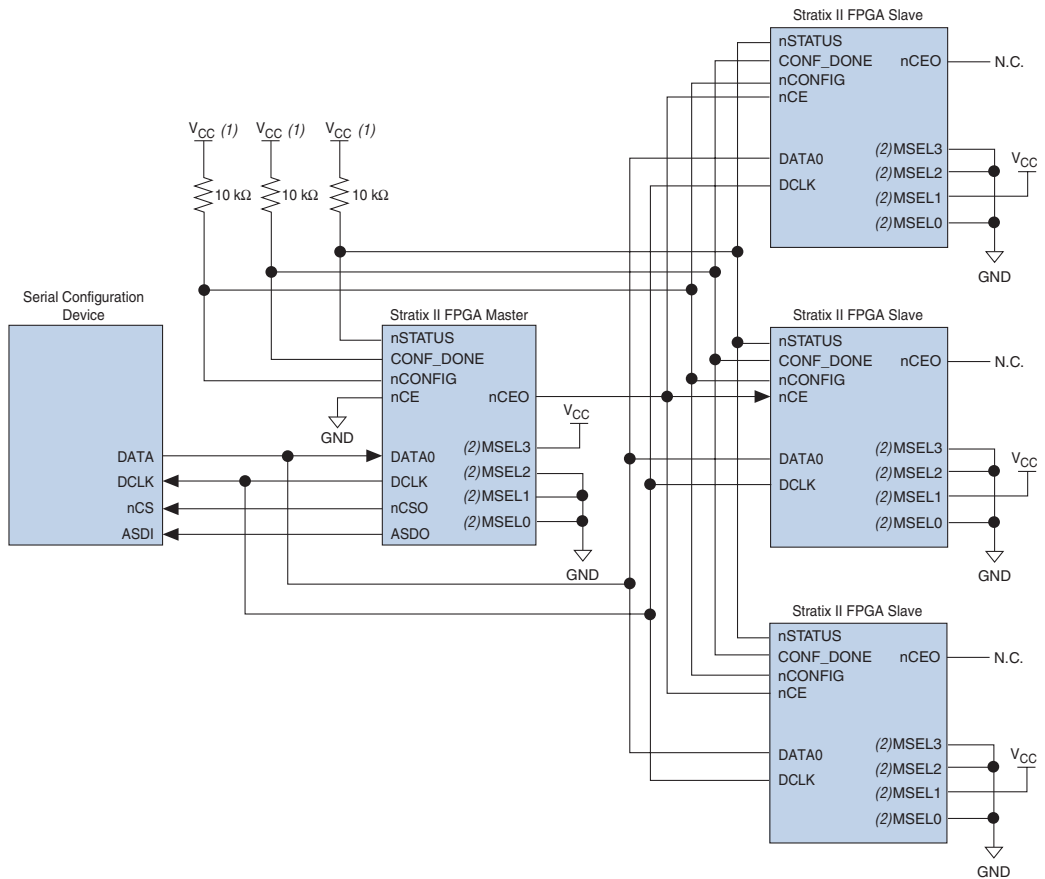 Stratix II FPGA Slave
nSTATUS
CONF_DONE
nCONFIG
nCE
nCEO
N.C.
DATA0
DCLK
(2)MSEL3
(2)MSEL2
(2)MSEL1
(2)MSEL0
VCC
GND
VCC (1)
VCC (1)
VCC (1)
10 kΩ
10 kΩ
10 kΩ
Serial Configuration
Device
DATA
DCLK
nCS
ASDI
Stratix II FPGA Master
nSTATUS
CONF_DONE
nCONFIG
nCE
nCEO
GND
DATA0
DCLK
nCSO
ASDO
(2)MSEL3
(2)MSEL2
(2)MSEL1
(2)MSEL0
VCC
GND
Stratix II FPGA Slave
nSTATUS
CONF_DONE
nCONFIG
nCE
nCEO
N.C.
DATA0
DCLK
(2)MSEL3
(2)MSEL2
(2)MSEL1
(2)MSEL0
VCC
GND
Stratix II FPGA Slave
nSTATUS
CONF_DONE
nCONFIG
nCE
nCEO
N.C.
DATA0
DCLK
(2)MSEL3
(2)MSEL2
(2)MSEL1
(2)MSEL0
VCC
GND